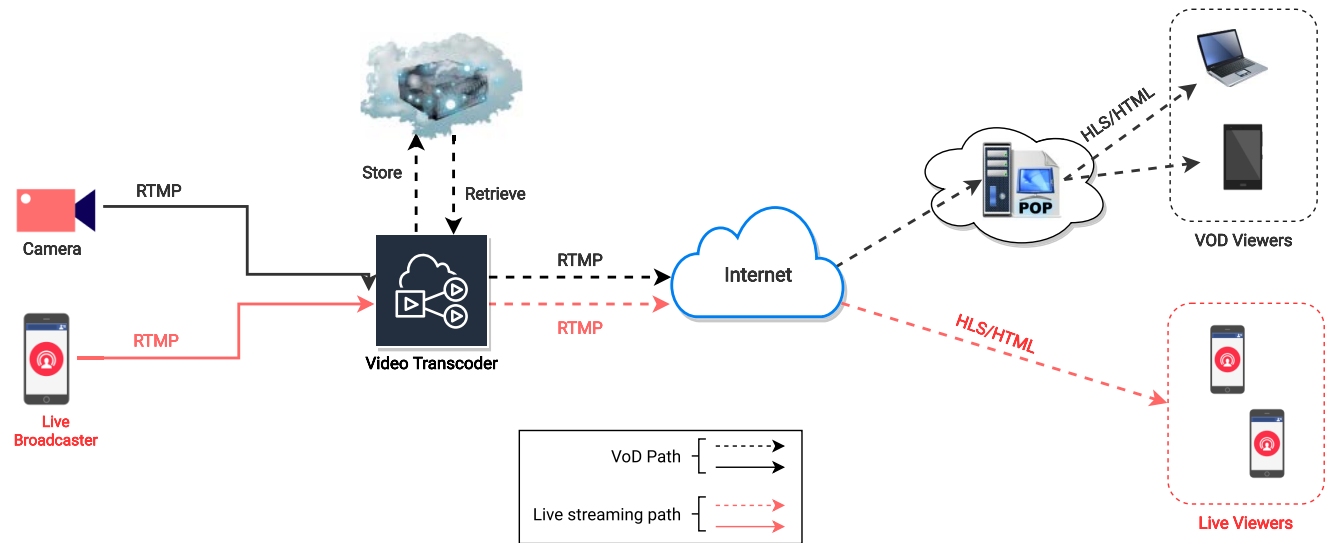 HLS/HTML
Store
Retrieve
RTMP
Camera
POP
VOD Viewers
RTMP
Internet
RTMP
RTMP
HLS/HTML
Video Transcoder
Live
Broadcaster
VoD Path
Live streaming path
Live Viewers